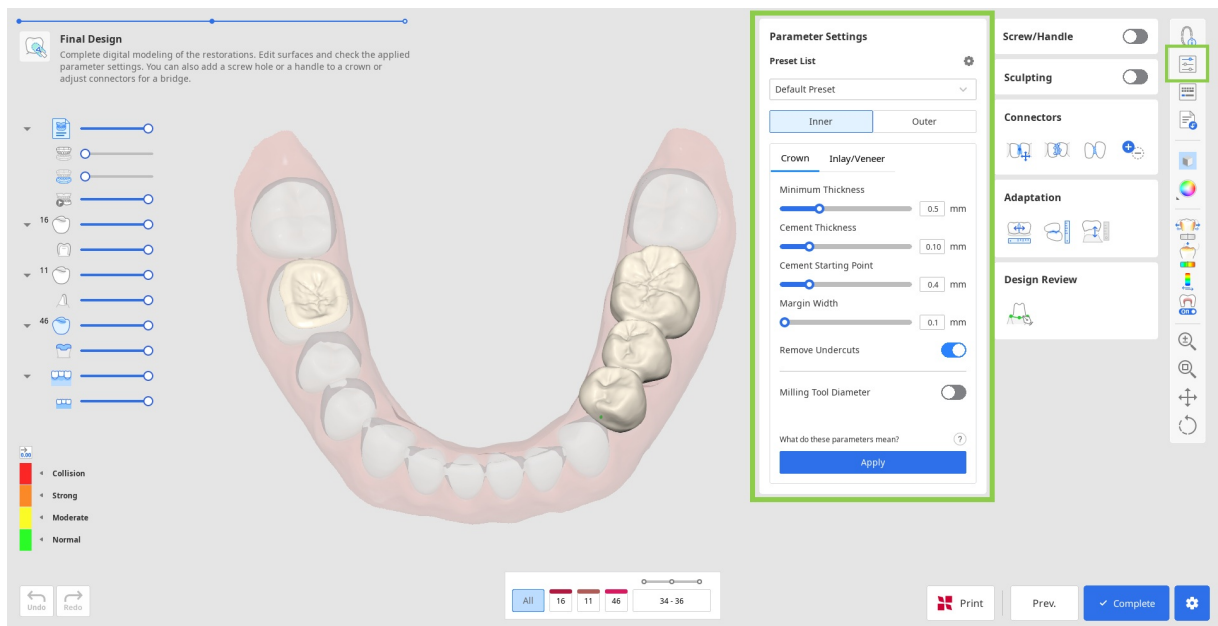 Final Design
Complete digital modeling of the restorations. Edit surfaces and check the applied
parameter settings. You can also add a screw hole or a handle to a crown or
adjust connectors for a bridge.
16
11
46
0.00
Collision
Strong
Moderate
Normal
Undo
Redo
All
16
11
46
34 - 36
Parameter Settings
Preset List
Default Preset
Inner
Outer
Crown
Inlay/Veneer
Minimum Thickness
0.5 mm
Cement Thickness
0.10 mm
Cement Starting Point
0.4 mm
Margin Width
0.1 mm
Remove Undercuts
Milling Tool Diameter
What do these parameters mean?
?
Apply
Screw/Handle
Sculpting
Connectors
Adaptation
Design Review
ON
Print
Prev.
Complete